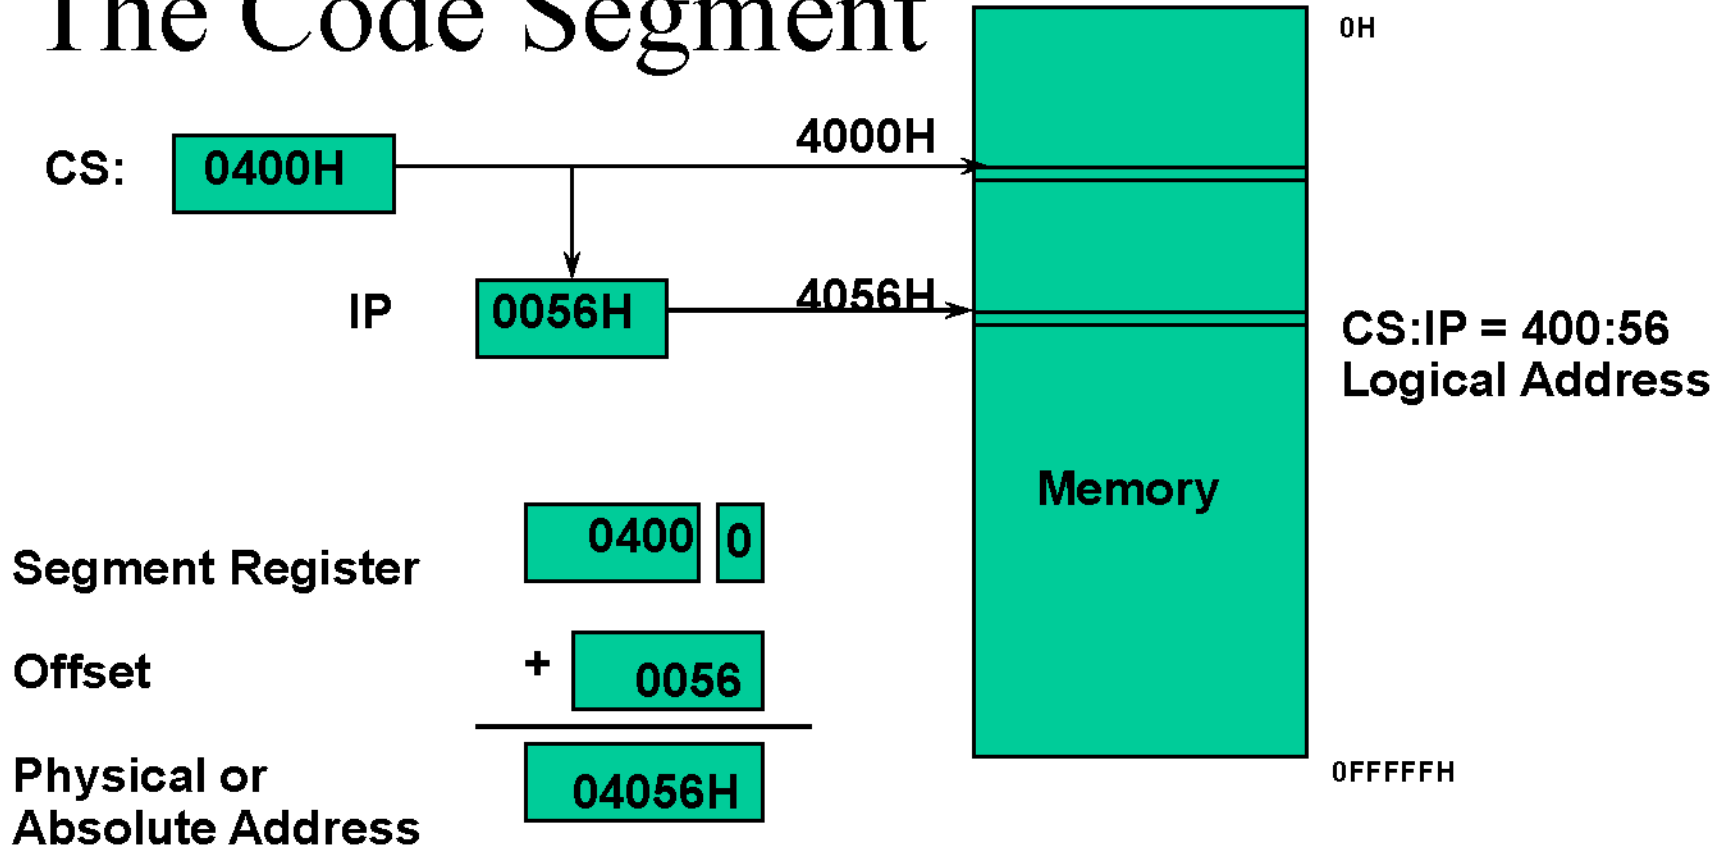 The Code Segment
0H
4000H
CS:
0400H
IP
0056H
4056H
CS:IP = 400:56
Logical Address
Memory
Segment Register
0400 0
Offset
+ 0056
Physical or
Absolute Address
04056H
0FFFFFH